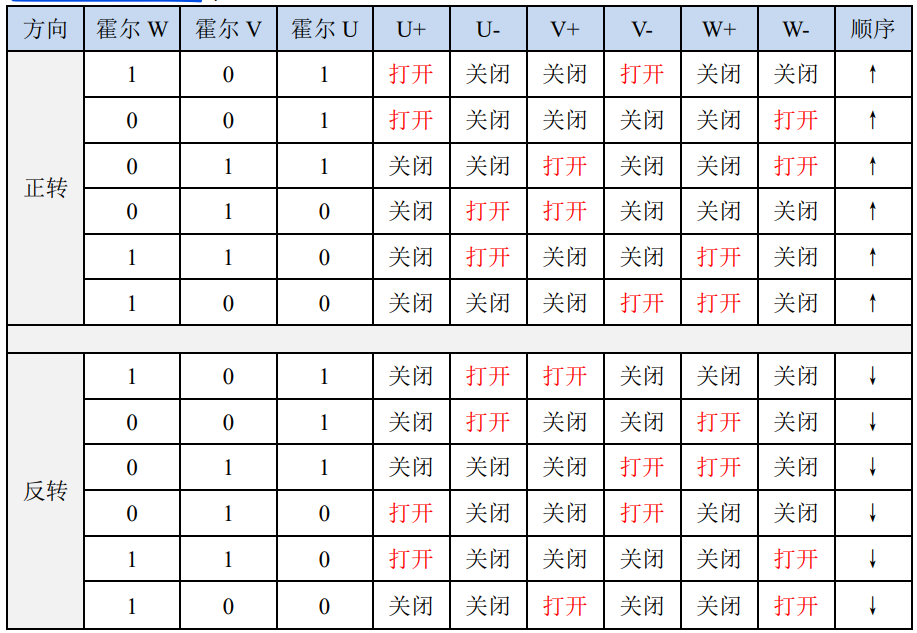 方向 霍尔 W 霍尔 V 霍尔 U U+ U- V+ V- W+ W- 顺序
1 0 1 打开 关闭 关闭 打开 关闭 关闭 ↑
0 0 1 打开 关闭 关闭 关闭 关闭 打开 ↑
0 1 1 关闭 关闭 打开 关闭 关闭 打开 ↑
正转
0 1 0 关闭 打开 打开 关闭 关闭 关闭 ↑
1 1 0 关闭 打开 关闭 关闭 打开 关闭 ↑
1 0 0 关闭 关闭 关闭 打开 打开 关闭 ↑
1 0 1 关闭 打开 打开 关闭 关闭 关闭 ↓
0 0 1 关闭 打开 关闭 关闭 打开 关闭 ↓
0 1 1 关闭 关闭 关闭 打开 打开 关闭 ↓
反转
0 1 0 打开 关闭 关闭 打开 关闭 关闭 ↓
1 1 0 打开 关闭 关闭 关闭 关闭 打开 ↓
1 0 0 关闭 关闭 打开 关闭 关闭 打开 ↓